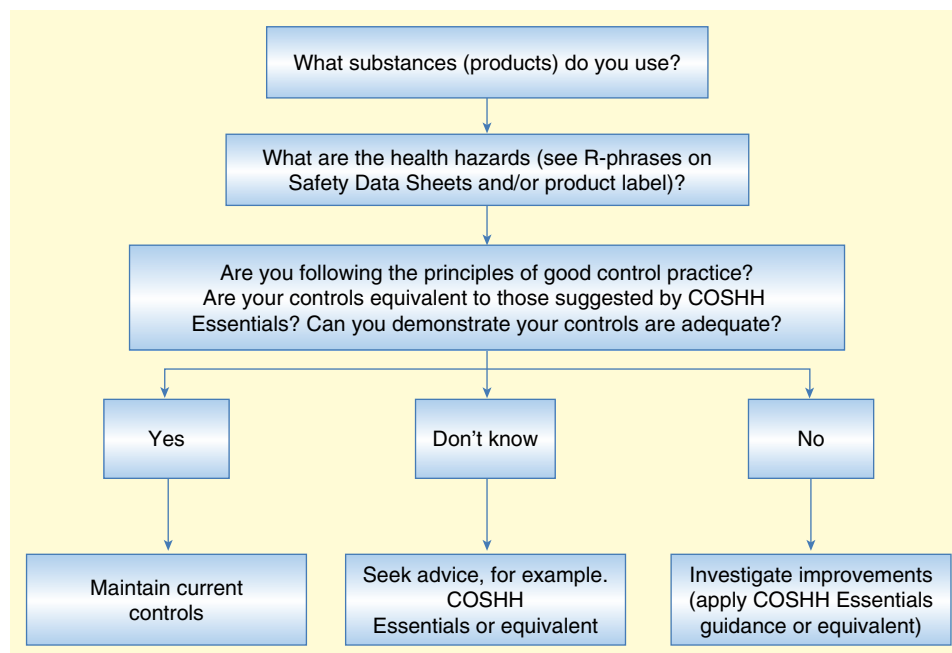 What substances (products) do you use?
What are the health hazards (see R-phrases on
Safety Data Sheets and/or product label)?
Are you following the principles of good control practice?
Are your controls equivalent to those suggested by COSHH
Essentials? Can you demonstrate your controls are adequate?
Yes
Don't know
No
Maintain current
controls
Seek advice, for example.
COSHH
Essentials or equivalent
Investigate improvements
(apply COSHH Essentials
guidance or equivalent)